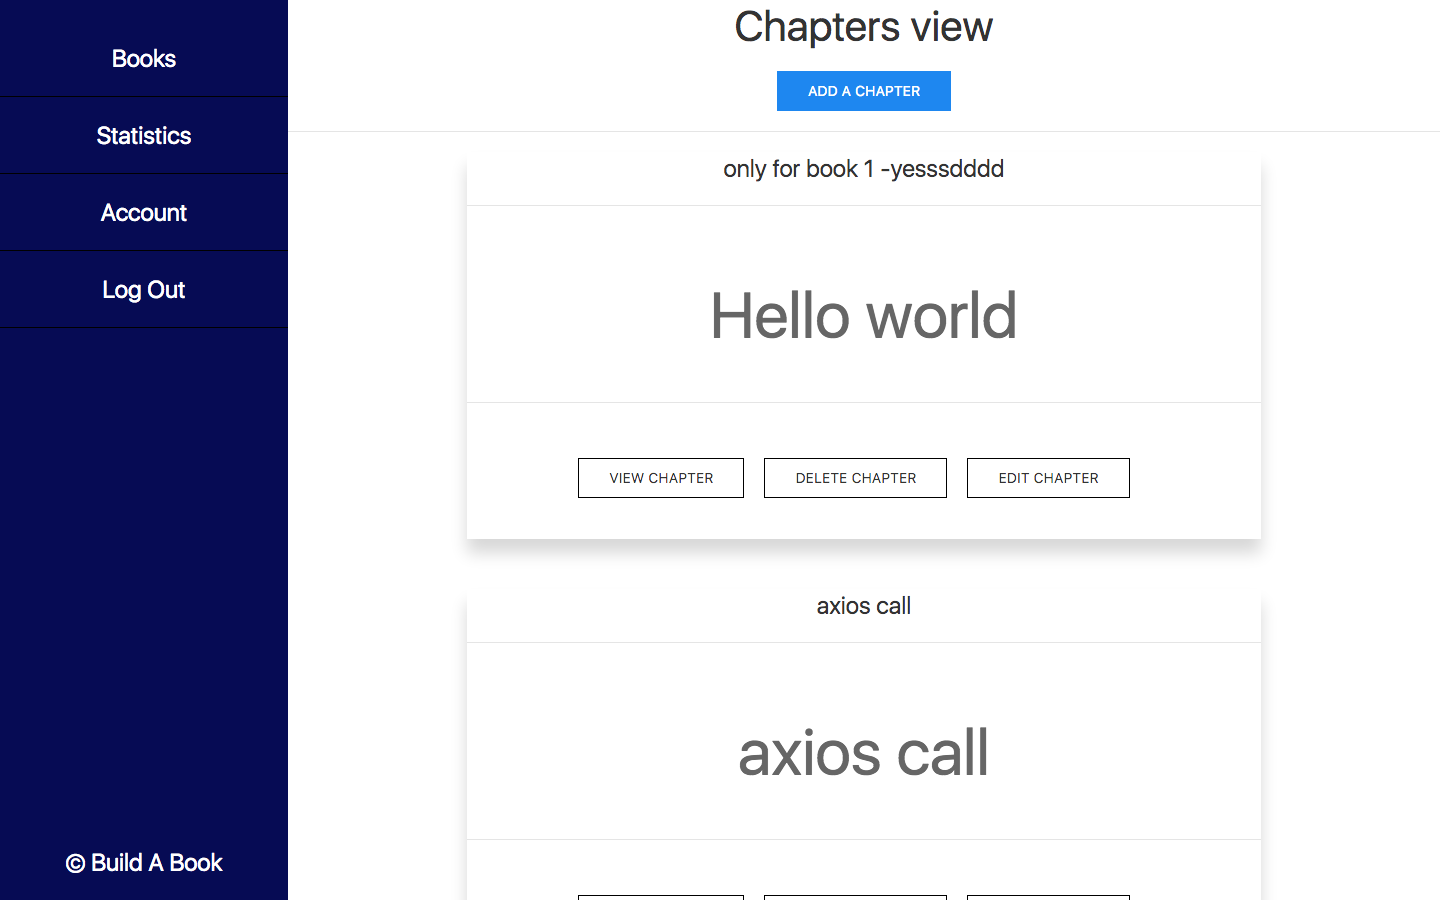 Books
Statistics
Account
Log Out
© Build A Book
Chapters view
ADD A CHAPTER
only for book 1 -yesssdddd
Hello world
VIEW CHAPTER DELETE CHAPTER EDIT CHAPTER
axios call
axios call